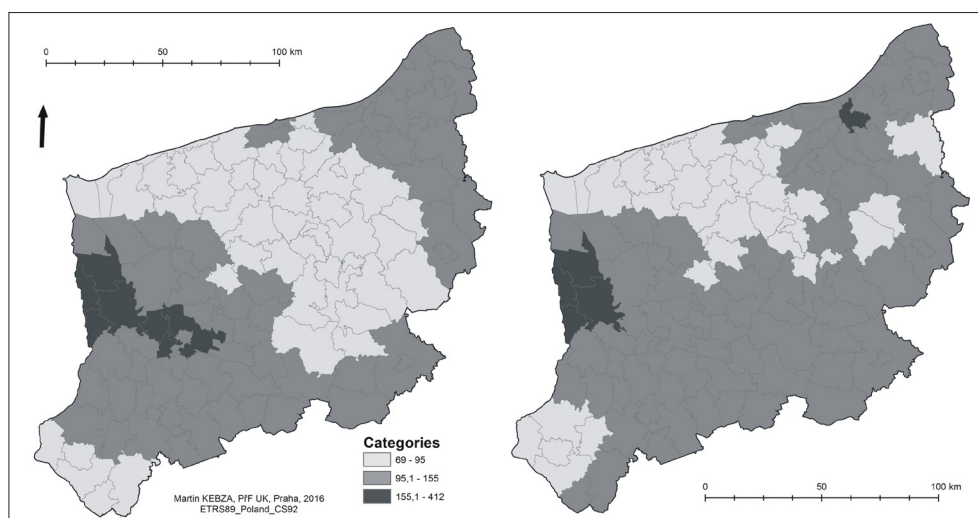 0 50 100 km
Categories
69 - 95
95,1 - 155
155,1 - 412
Martin KEBZA, PřF UK, Praha, 2016
ETRS89_Poland_CS92
0 50 100 km